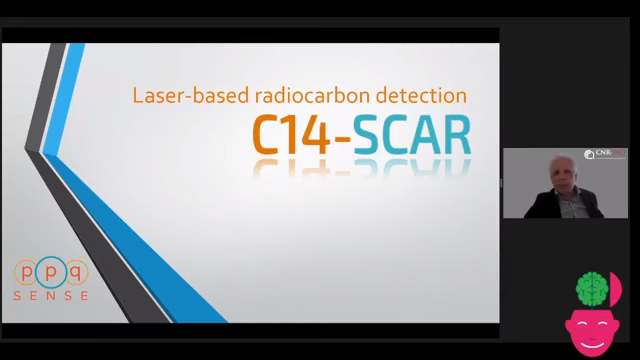 Laser-based radiocarbon detection
C14-SCAR
ppq
SENSE
CNR